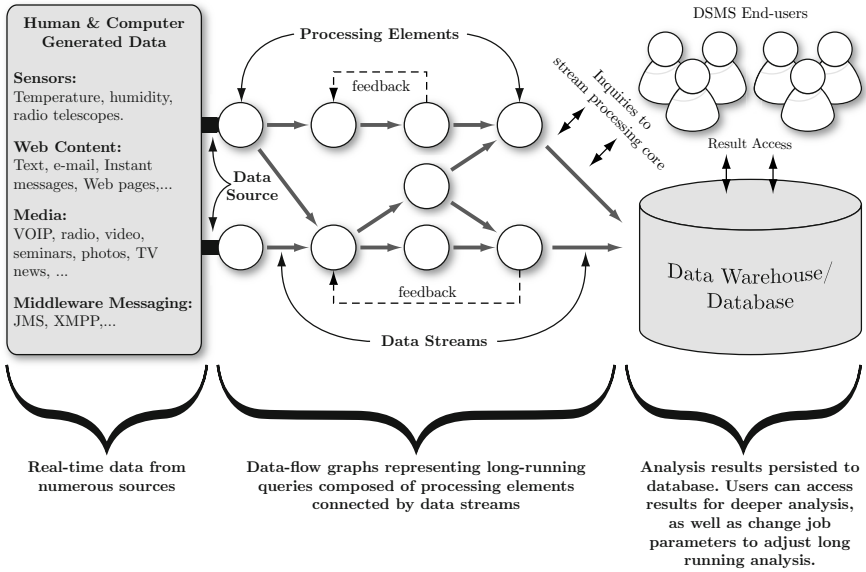 Human & Computer
Generated Data
Sensors:
Temperature, humidity,
radio telescopes.
Web Content:
Text, e-mail, Instant
messages, Web pages,...
Media:
VOIP, radio, video,
seminars, photos, TV
news, ...
Middleware Messaging:
JMS, XMPP,...
Processing Elements
feedback
Data
Source
feedback
Data Streams
Inquiries to
stream processing core
DSMS End-users
Result Access
Data Warehouse/
Database
Real-time data from
numerous sources
Data-flow graphs representing long-running
queries composed of processing elements
connected by data streams
Analysis results persisted to
database. Users can access
results for deeper analysis,
as well as change job
parameters to adjust long
running analysis.